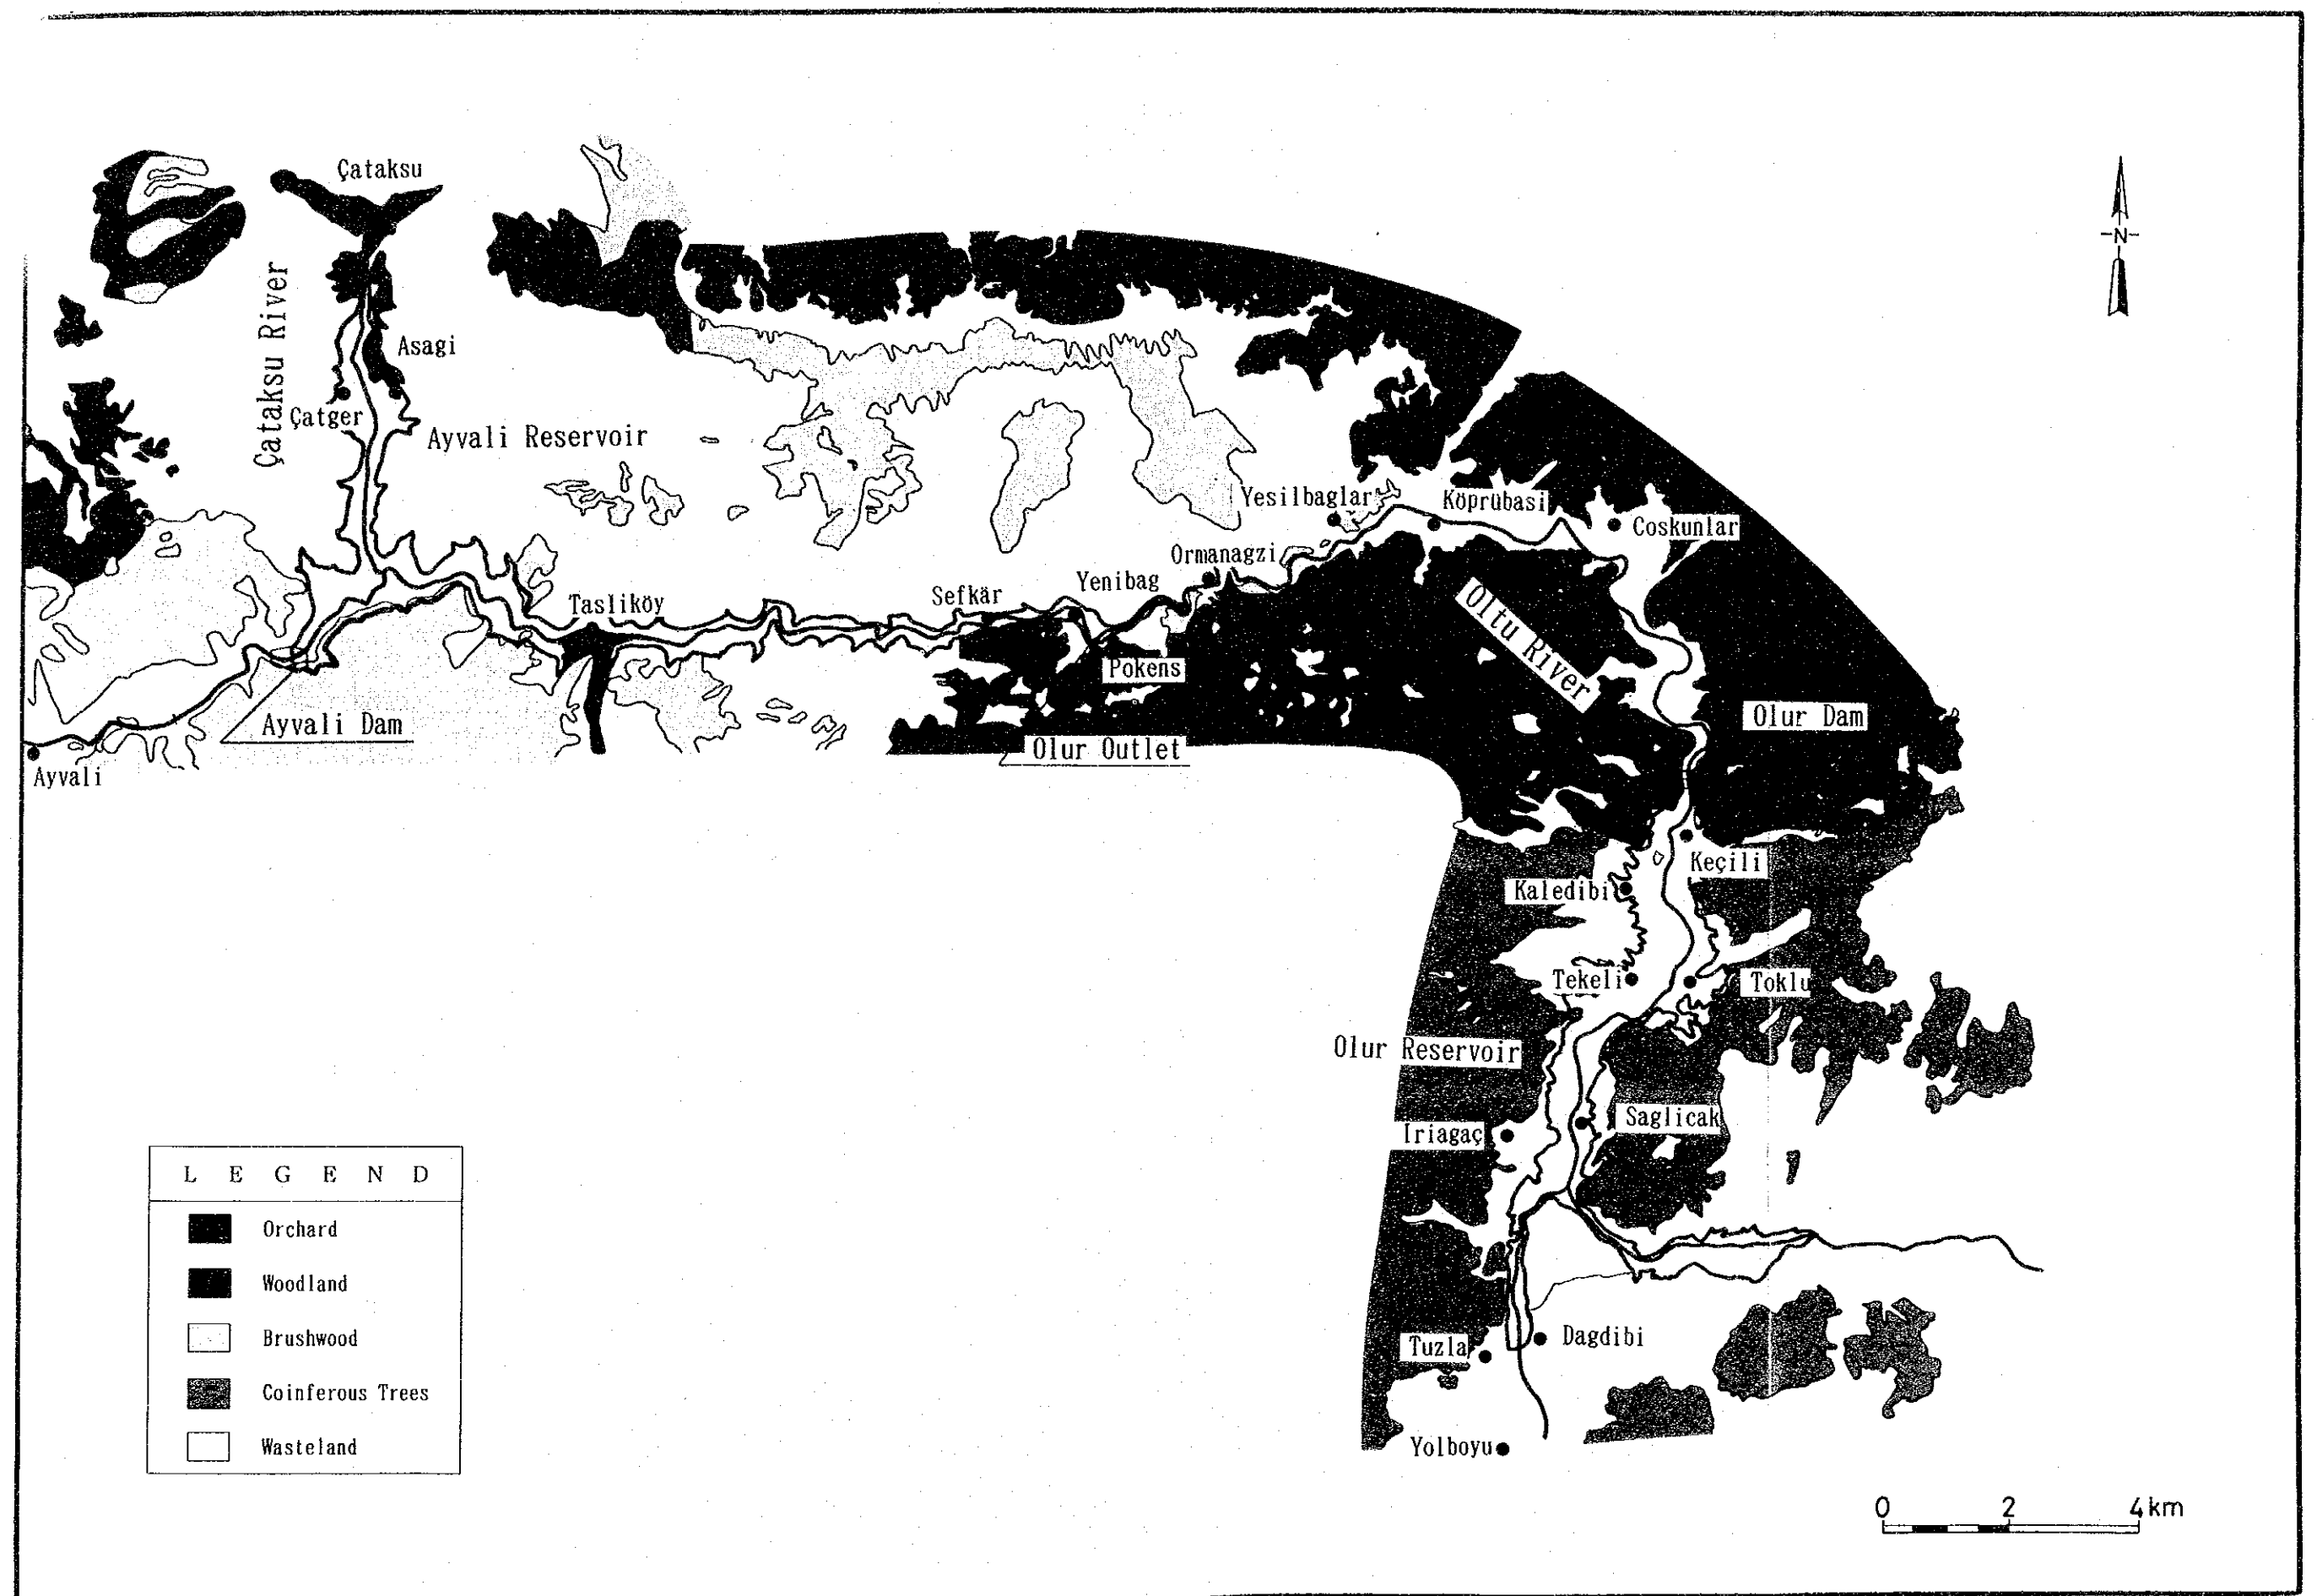 Çataksu
N
Çataksu River
Asagi
Çatger
Ayvali Reservoir
Yesilbaglar
Köprübasi
Coskunlar
Ormanagzi
Yenibag
Sefkär
Tasliköy
Oltu River
Pokens
Olur Dam
Ayvali Dam
Olur Outlet
Ayvali
Keçili
Kaledibi
Tekeli
Toklu
Olur Reservoir
Saglicak
Iriagaç
L E G E N D
Orchard
Woodland
Brushwood
Coinferous Trees
Wasteland
Tuzla
Dagdibi
Yolboyu
0 2 4 km